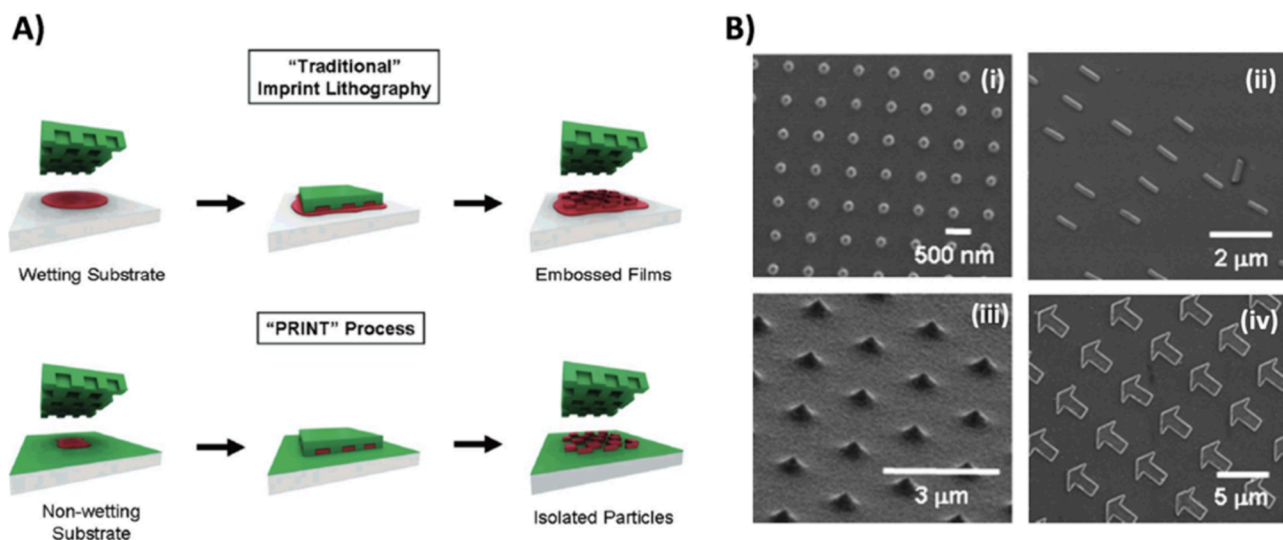 A)
"Traditional"
Imprint Lithography
Wetting Substrate
Embossed Films
"PRINT" Process
Non-wetting
Substrate
Isolated Particles
B)
(i)
500 nm
(ii)
2 μm
(iii)
3 μm
(iv)
5 μm